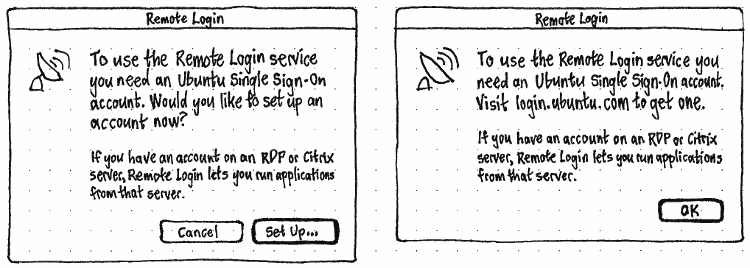 Remote Login
To use the Remote Login service
you need an Ubuntu Single Sign-On
account. Would you like to set up an
account now?
If you have an account on an RDP or Citrix
server, Remote Login lets you run applications
from that server.
Cancel
Set Up...
Remote Login
To use the Remote Login service you
need an Ubuntu Single Sign-On account.
Visit login.ubuntu.com to get one.
If you have an account on an RDP or Citrix
server, Remote Login lets you run applications
from that server.
OK